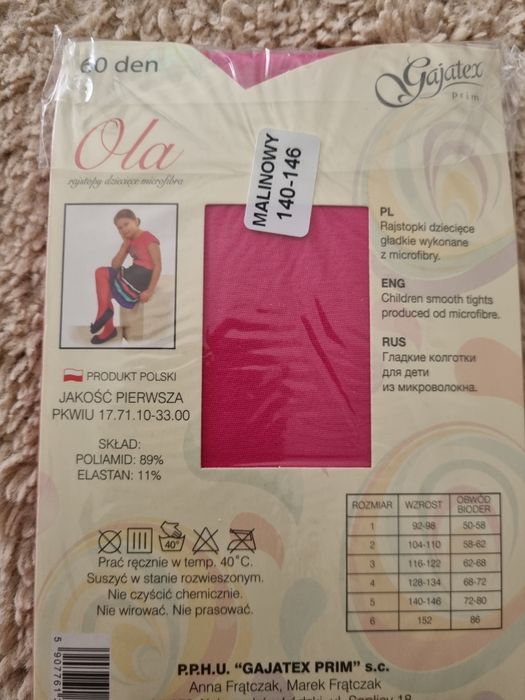 60 den
Gajatex
prim
Ola
rajstopy dziecięce microfibra
MALINOWY
140-146
PL
Rajstopki dziecięce
gładkie wykonane
z microfibry.
ENG
Children smooth tights
produced od microfibre.
RUS
Гладкие колготки
для дети
из микроволокна.
PRODUKT POLSKI
JAKOŚĆ PIERWSZA
PKWIU 17.71.10-33.00
SKŁAD:
POLIAMID: 89%
ELASTAN: 11%
40°
Prać ręcznie w temp. 40°C.
Suszyć w stanie rozwieszonym.
Nie czyścić chemicznie.
Nie wirować. Nie prasować.
ROZMIAR WZROST OBWÓD BIODER
1 92-98 50-58
2 104-110 58-62
3 116-122 62-68
4 128-134 68-72
5 140-146 72-80
6 152 86
5 907761
P.P.H.U. "GAJATEX PRIM" s.c.
Anna Frątczak, Marek Frątczak